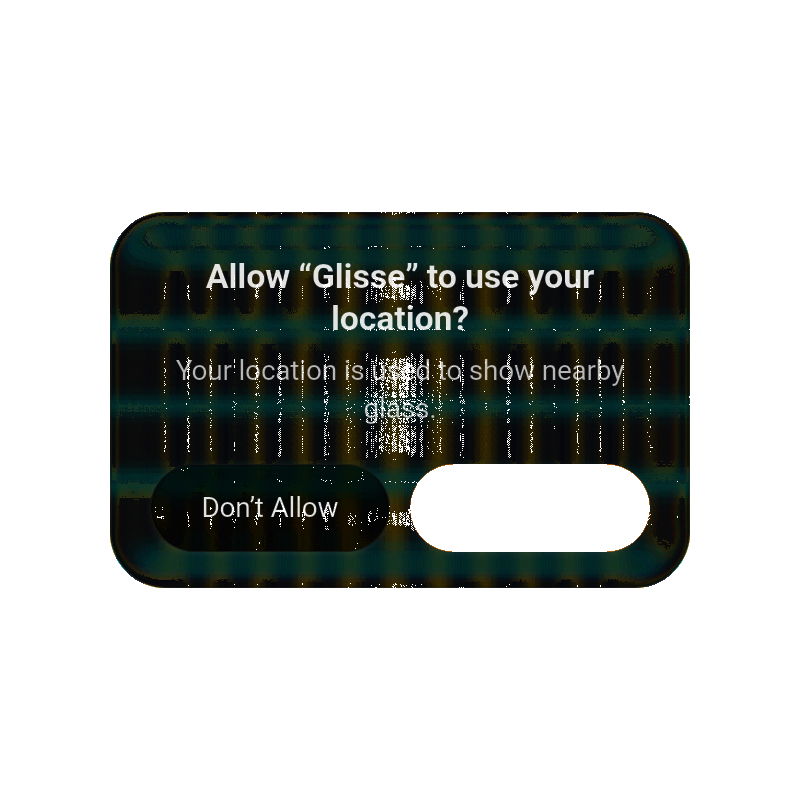 Allow “Glisse” to use your
location?
Your location is used to show nearby
glass.
Don’t Allow